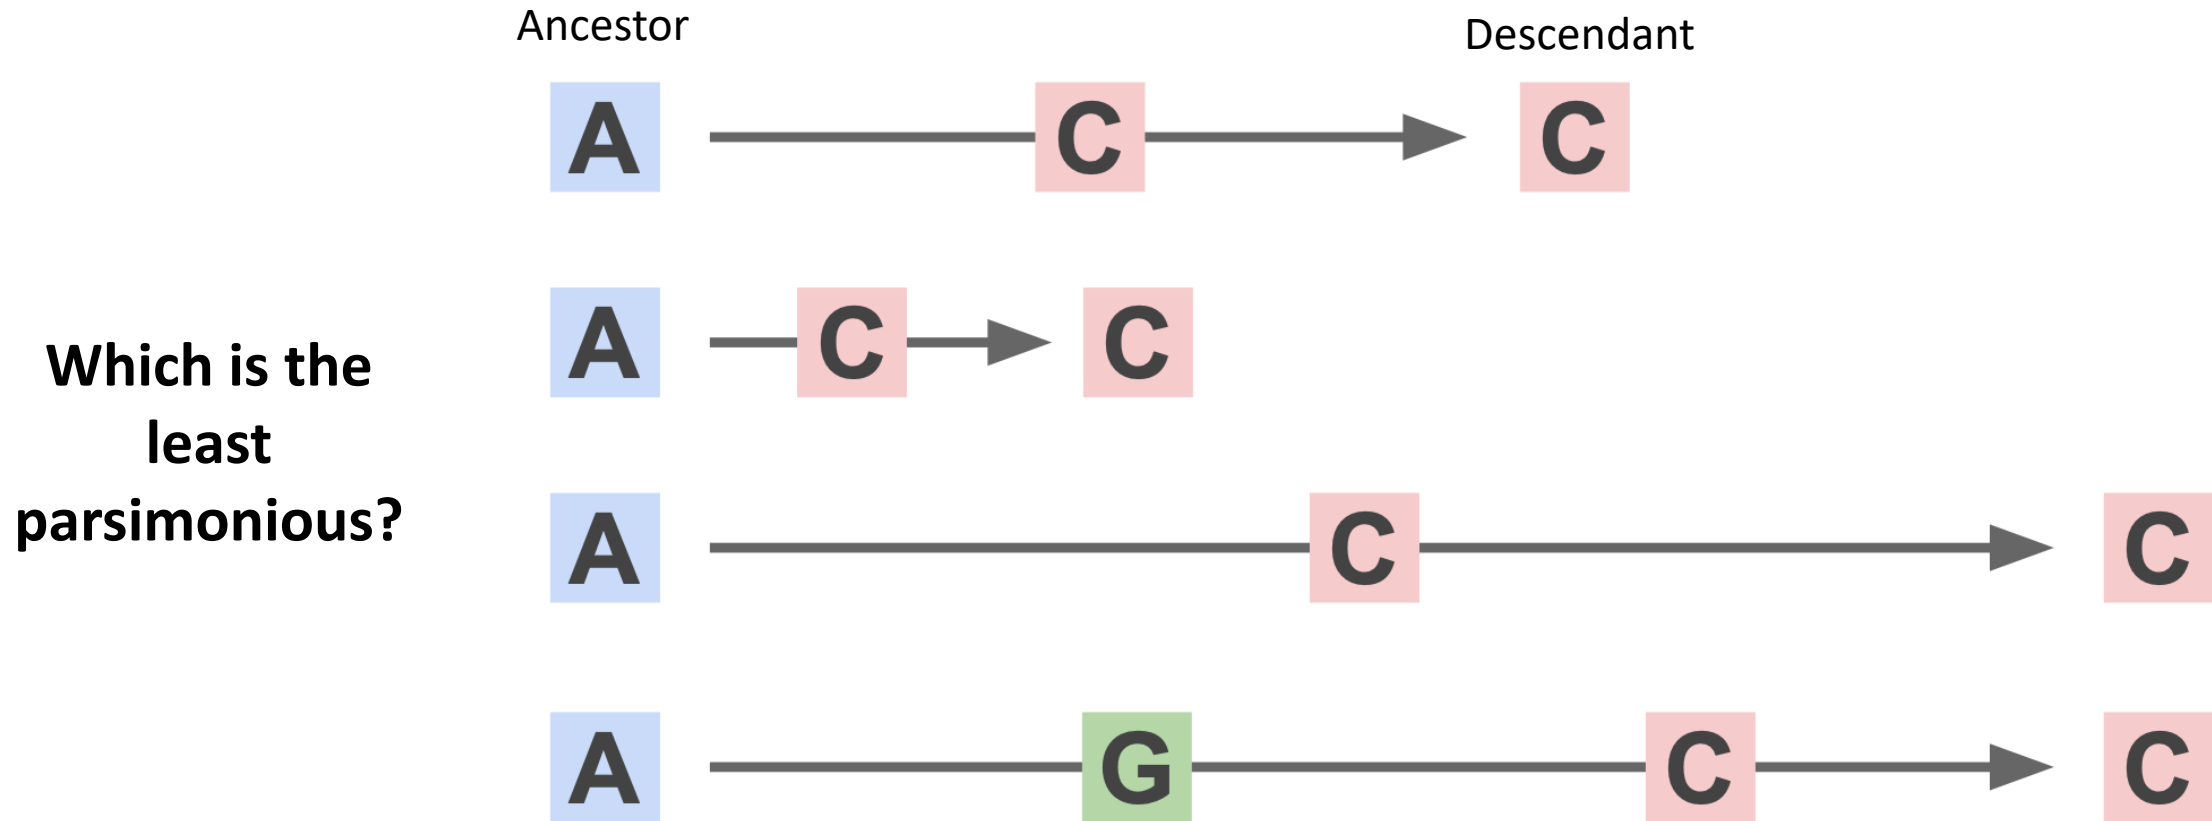 Ancestor Descendant
A C C
A C C
Which is the
least
parsimonious?
A C C
A G C C